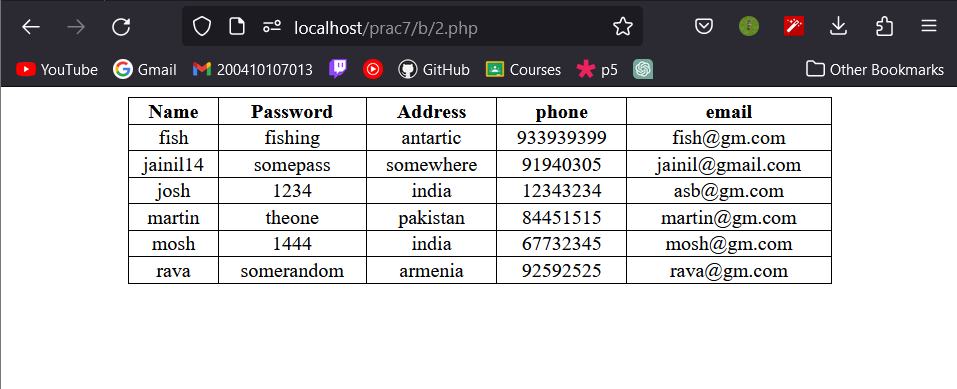 localhost/prac7/b/2.php
YouTube Gmail 200410107013 GitHub Courses p5 Other Bookmarks
Name Password Address phone email
fish fishing antartic 933939399 fish@gm.com
jainil14 somepass somewhere 91940305 jainil@gmail.com
josh 1234 india 12343234 asb@gm.com
martin theone pakistan 84451515 martin@gm.com
mosh 1444 india 67732345 mosh@gm.com
rava somerandom armenia 92592525 rava@gm.com